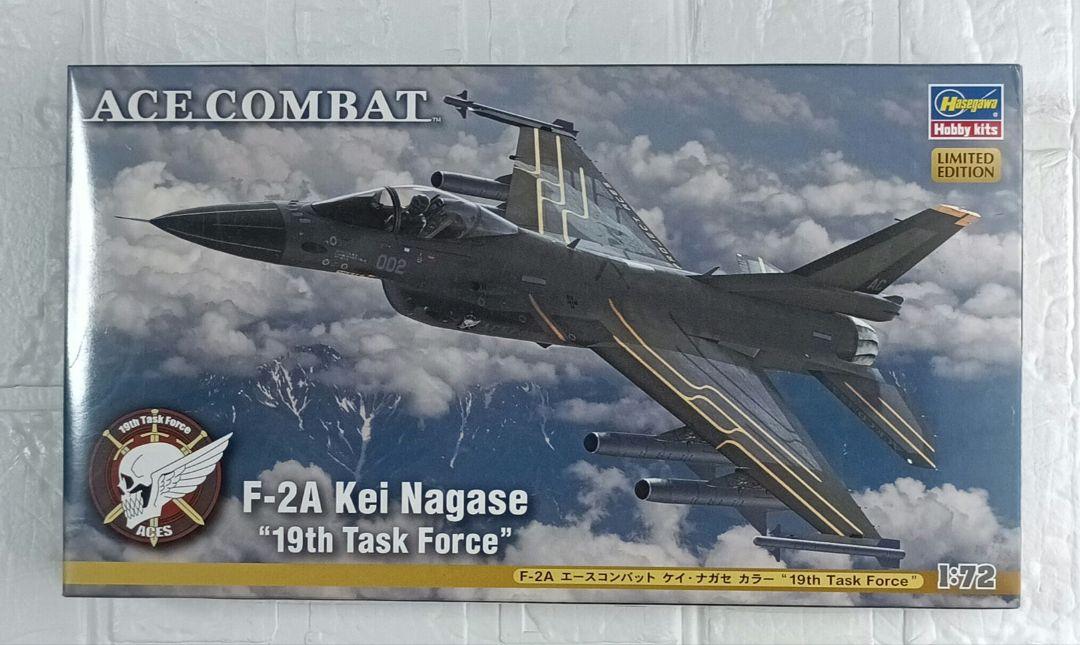 ACE COMBAT™
Hasegawa
Hobby kits
LIMITED
EDITION
002
19th Task Force
ACES
F-2A Kei Nagase
“19th Task Force”
F-2A エースコンバット ケイ・ナガセ カラー “19th Task Force”
1:72